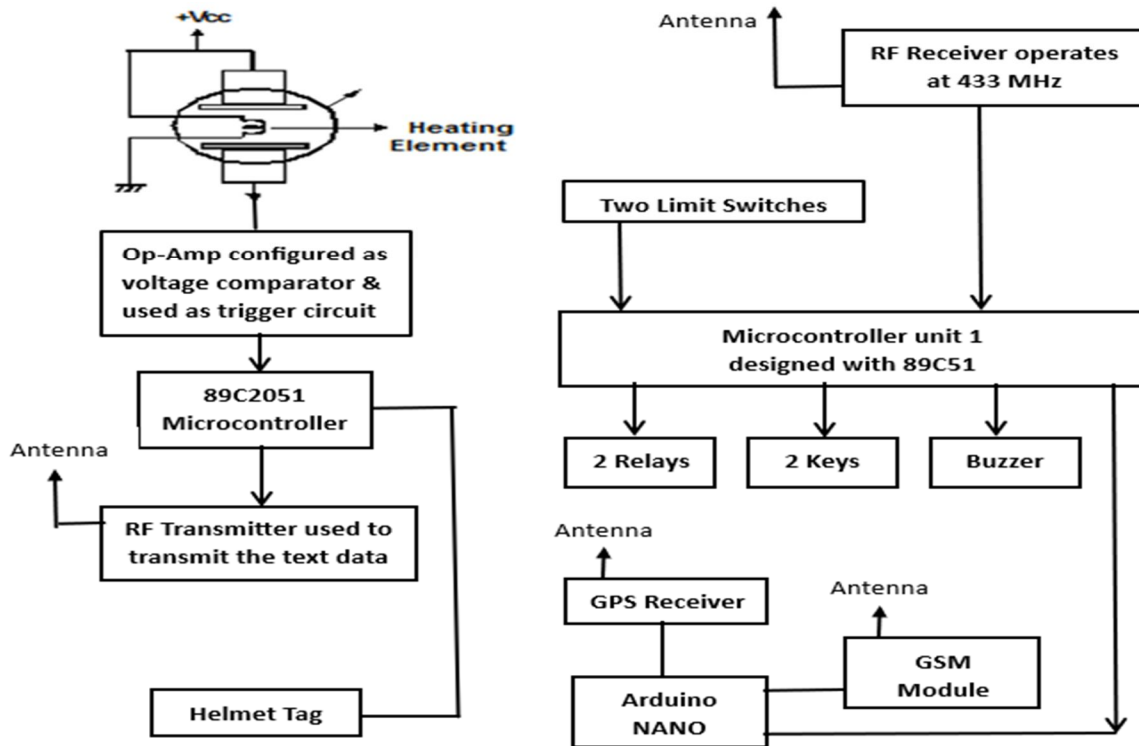 +Vcc
Heating
Element
Op-Amp configured as
voltage comparator &
used as trigger circuit
89C2051
Microcontroller
Antenna
RF Transmitter used to
transmit the text data
Helmet Tag
Antenna
RF Receiver operates
at 433 MHz
Two Limit Switches
Microcontroller unit 1
designed with 89C51
2 Relays
2 Keys
Buzzer
Antenna
GPS Receiver
Antenna
GSM
Module
Arduino
NANO